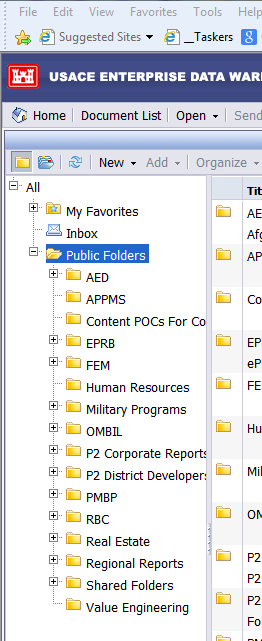 File Edit View Favorites Tools Help
Suggested Sites __Taskers
USACE ENTERPRISE DATA WAR
Home Document List Open Send
New Add Organize
All
Tit
My Favorites
AE
Inbox
Afg
Public Folders
AP
AED
APPMS
Co
Content POCs For Co
EPRB
EP
eP
FEM
FE
Human Resources
Military Programs
Hu
OMBIL
P2 Corporate Reports
Mil
P2 District Developers
PMBP
OM
RBC
Real Estate
P2
Regional Reports
P2
Shared Folders
P2
Value Engineering
Fo